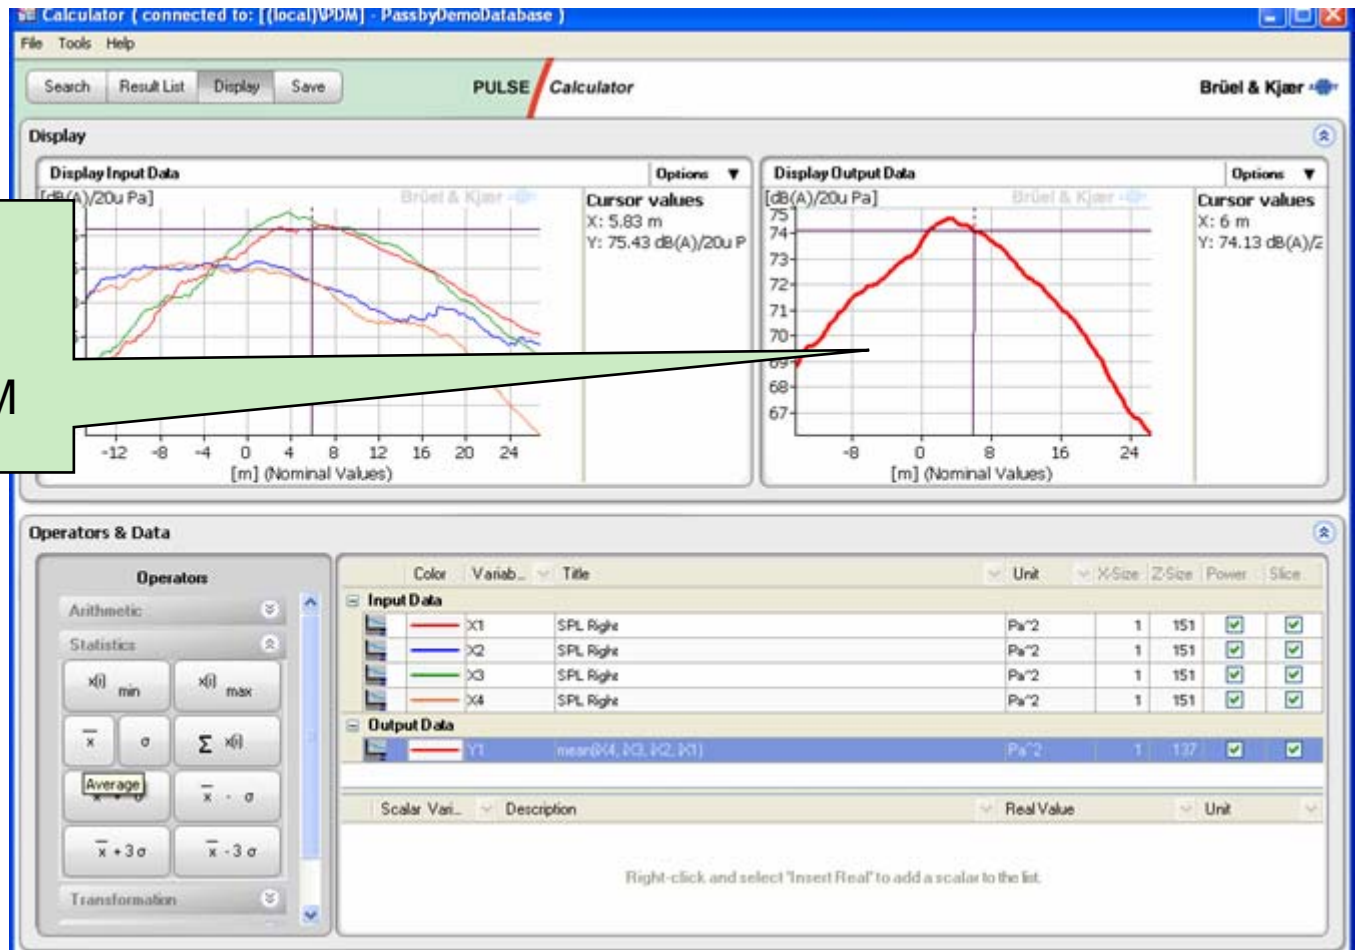 Calculator ( connected to: [(local)\PDM] - PassbyDemoDatabase )
File Tools Help
Search Result List Display Save
PULSE Calculator
Brüel & Kjær
Display
Display Input Data Options ▼
[dB(A)/20u Pa]
Brüel & Kjær
Cursor values
X: 5.83 m
Y: 75.43 dB(A)/20u P
-12 -8 -4 0 4 8 12 16 20 24
[m] (Nominal Values)
M
Display Output Data Options ▼
[dB(A)/20u Pa]
Brüel & Kjær
Cursor values
X: 6 m
Y: 74.13 dB(A)/2
75
74
73
72
71
70
69
68
67
-8 0 8 16 24
[m] (Nominal Values)
Operators & Data
Operators
Arithmetic
Statistics
x(i) min x(i) max
x̄ σ Σ x(i)
Average
x̄ - σ
x̄ + 3 σ x̄ - 3 σ
Transformation
Color Variab... Title Unit X-Size Z-Size Power Slice
Input Data
X1 SPL Right Pa^2 1 151
X2 SPL Right Pa^2 1 151
X3 SPL Right Pa^2 1 151
X4 SPL Right Pa^2 1 151
Output Data
Y1 mean(X4, X3, X2, X1) Pa^2 1 137
Scalar Vari... Description Real Value Unit
Right-click and select 'Insert Real' to add a scalar to the list.